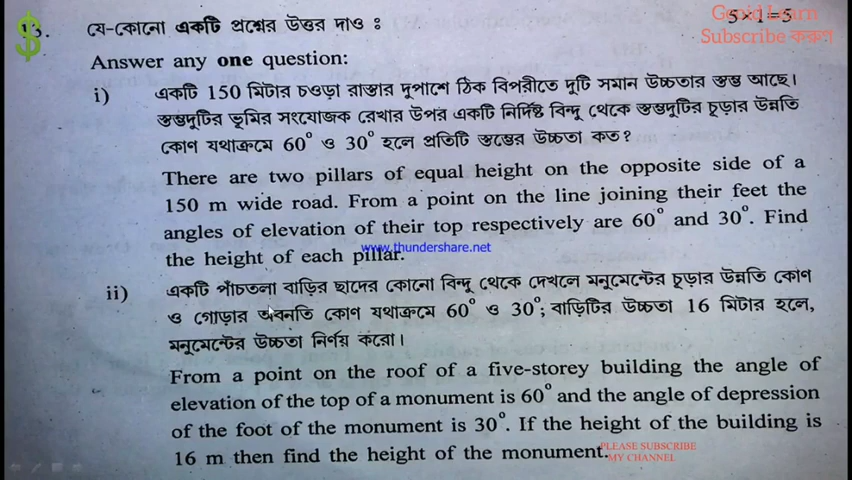 13. যে-কোনো একটি প্রশ্নের উত্তর দাও ঃ 5×1=5
Genid Learn
Subscribe করুণ
Answer any one question:
i) একটি 150 মিটার চওড়া রাস্তার দুপাশে ঠিক বিপরীতে দুটি সমান উচ্চতার স্তম্ভ আছে।
স্তম্ভদুটির ভূমির সংযোজক রেখার উপর একটি নির্দিষ্ট বিন্দু থেকে স্তম্ভদুটির চূড়ার উন্নতি
কোণ যথাক্রমে 60° ও 30° হলে প্রতিটি স্তম্ভের উচ্চতা কত?
There are two pillars of equal height on the opposite side of a
150 m wide road. From a point on the line joining their feet the
angles of elevation of their top respectively are 60° and 30°. Find
www.thundershare.net
the height of each pillar.
ii) একটি পাঁচতলা বাড়ির ছাদের কোনো বিন্দু থেকে দেখলে মনুমেন্টের চূড়ার উন্নতি কোণ
ও গোড়ার অবনতি কোণ যথাক্রমে 60° ও 30°; বাড়িটির উচ্চতা 16 মিটার হলে,
মনুমেন্টের উচ্চতা নির্ণয় করো।
From a point on the roof of a five-storey building the angle of
elevation of the top of a monument is 60° and the angle of depression
of the foot of the monument is 30°. If the height of the building is
16 m then find the height of the monument.
PLEASE SUBSCRIBE
MY CHANNEL